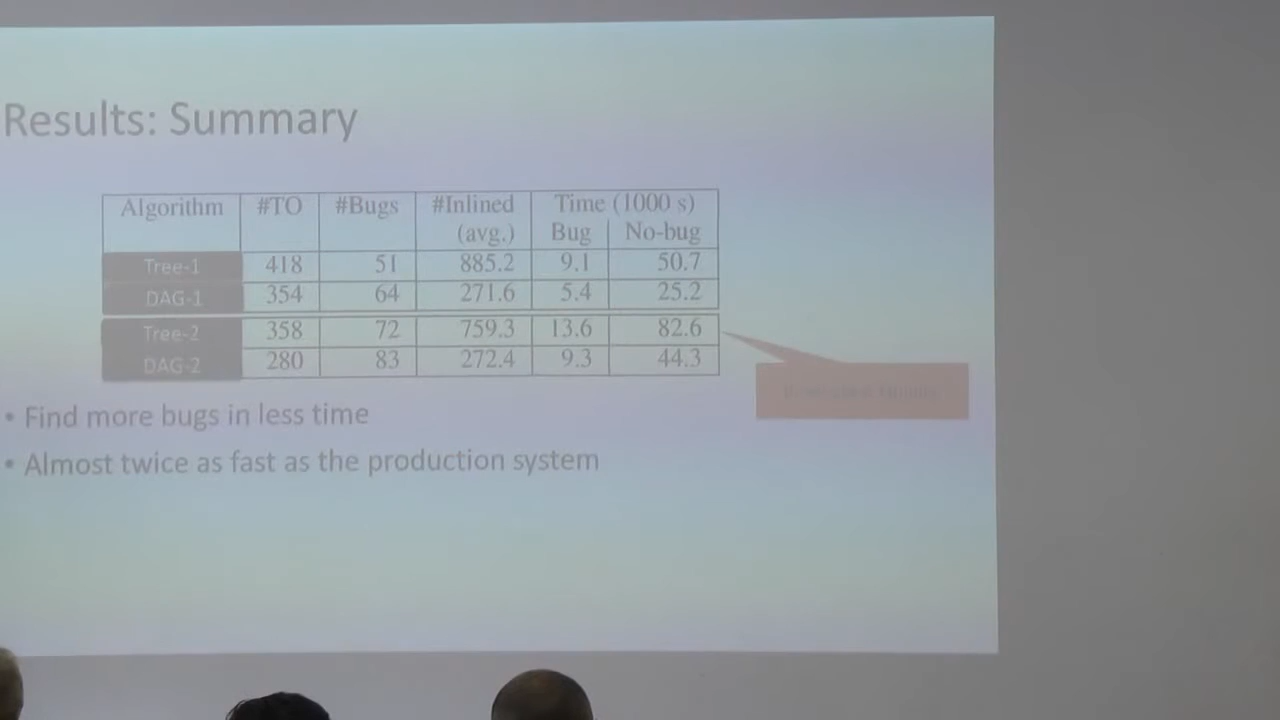 Results: Summary
Algorithm #TO #Bugs #Inlined (avg.) Time (1000 s)
Bug No-bug
Tree-1 418 51 885.2 9.1 50.7
DAG-1 354 64 271.6 5.4 25.2
Tree-2 358 72 759.3 13.6 82.6
DAG-2 280 83 272.4 9.3 44.3
• Find more bugs in less time
• Almost twice as fast as the production system